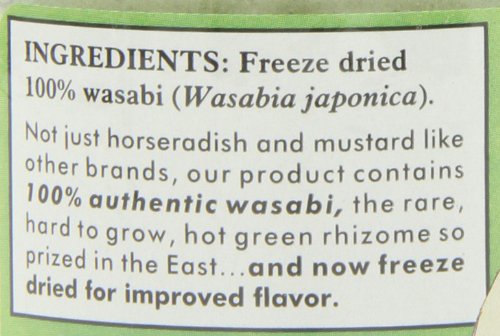 INGREDIENTS: Freeze dried
100% wasabi (Wasabia japonica).
Not just horseradish and mustard like
other brands, our product contains
100% authentic wasabi, the rare,
hard to grow, hot green rhizome so
prized in the East...and now freeze
dried for improved flavor.